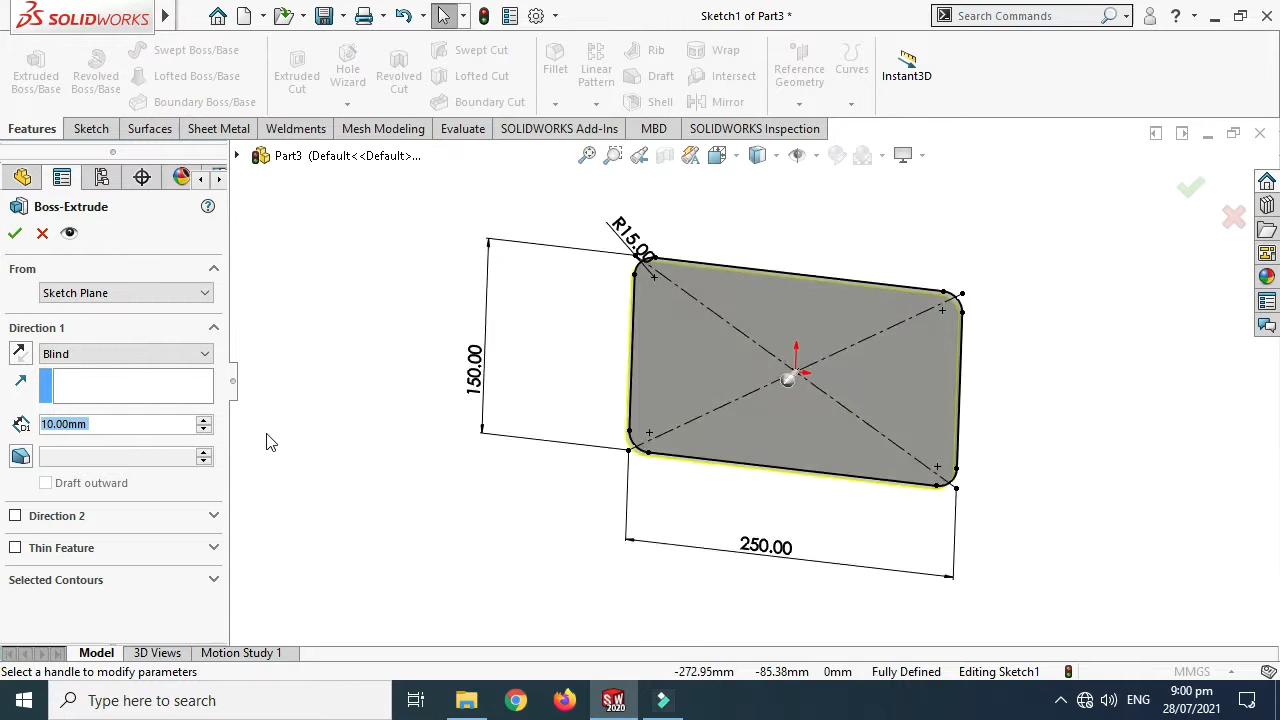 SOLIDWORKS
Sketch1 of Part3 *
Search Commands
Extruded Boss/Base
Revolved Boss/Base
Swept Boss/Base
Lofted Boss/Base
Boundary Boss/Base
Extruded Cut
Hole Wizard
Revolved Cut
Swept Cut
Lofted Cut
Boundary Cut
Fillet
Linear Pattern
Rib
Draft
Shell
Wrap
Intersect
Mirror
Reference Geometry
Curves
Instant3D
Features
Sketch
Surfaces
Sheet Metal
Weldments
Mesh Modeling
Evaluate
SOLIDWORKS Add-Ins
MBD
SOLIDWORKS Inspection
Part3 (Default<<Default>...
Boss-Extrude
From
Sketch Plane
Direction 1
Blind
10.00mm
Draft outward
Direction 2
Thin Feature
Selected Contours
R15.00
150.00
250.00
Model
3D Views
Motion Study 1
Select a handle to modify parameters
-272.95mm
-85.38mm
0mm
Fully Defined
Editing Sketch1
MMGS
Type here to search
SW
2020
ENG
9:00 pm
28/07/2021